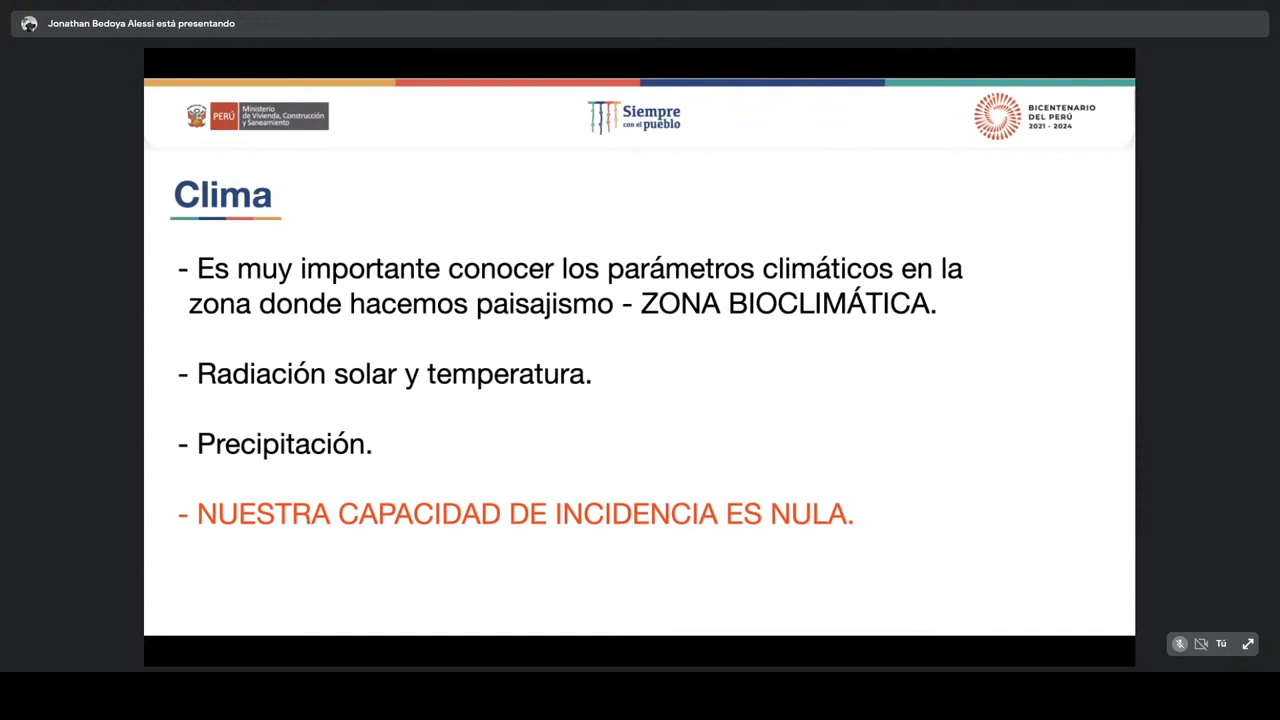 Jonathan Bedoya Alessi está presentando
PERÚ
Ministerio
de Vivienda, Construcción
y Saneamiento
Siempre
con el pueblo
BICENTENARIO
DEL PERÚ
2021 - 2024
Clima
- Es muy importante conocer los parámetros climáticos en la
zona donde hacemos paisajismo - ZONA BIOCLIMÁTICA.
- Radiación solar y temperatura.
- Precipitación.
- NUESTRA CAPACIDAD DE INCIDENCIA ES NULA.
Tú